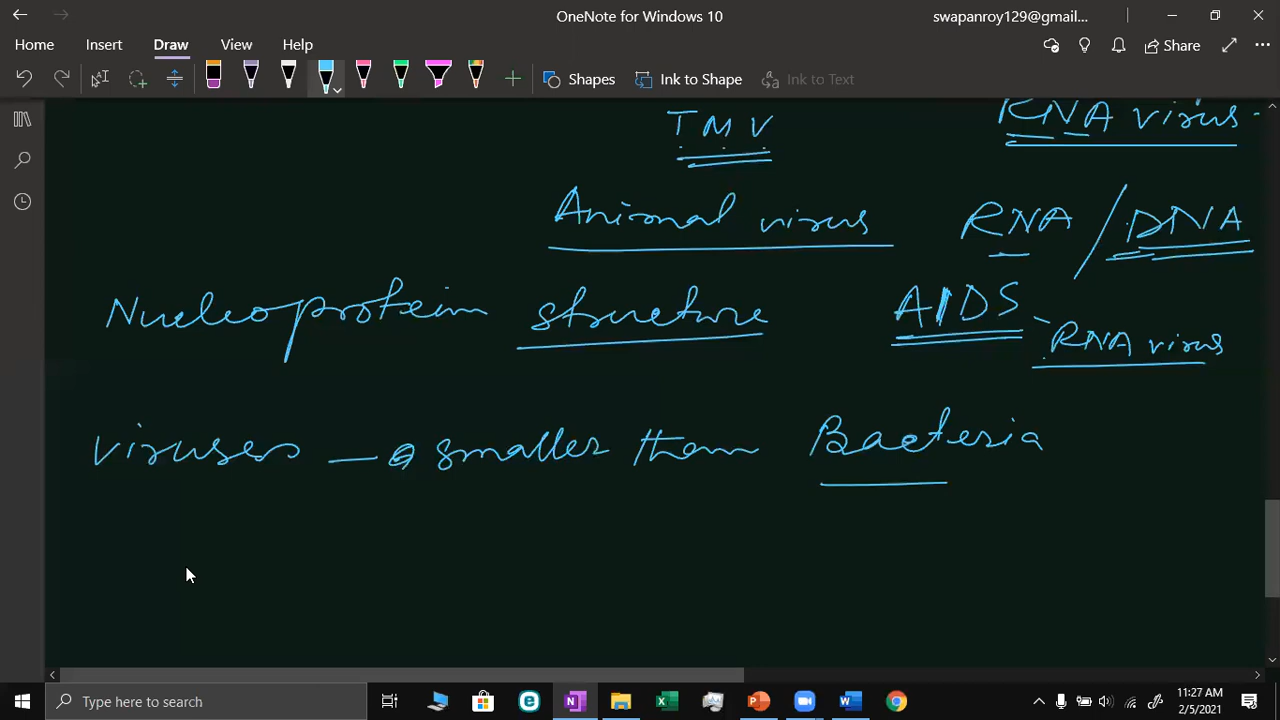 OneNote for Windows 10
swapanroy129@gmail...
Home Insert Draw View Help
Share
Shapes Ink to Shape Ink to Text
TMV RNA virus
Animal virus RNA / DNA
Nucleoprotein structure AIDS
RNA virus
Viruses — smaller than Bacteria
Type here to search
11:27 AM
2/5/2021